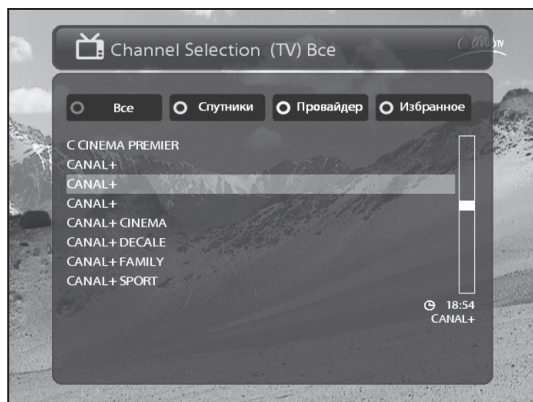 Channel Selection (TV) Все
Все Спутники Провайдер Избранное
C CINEMA PREMIER
CANAL+
CANAL+
CANAL+
CANAL+ CINEMA
CANAL+ DECALE
CANAL+ FAMILY
CANAL+ SPORT
18:54
CANAL+